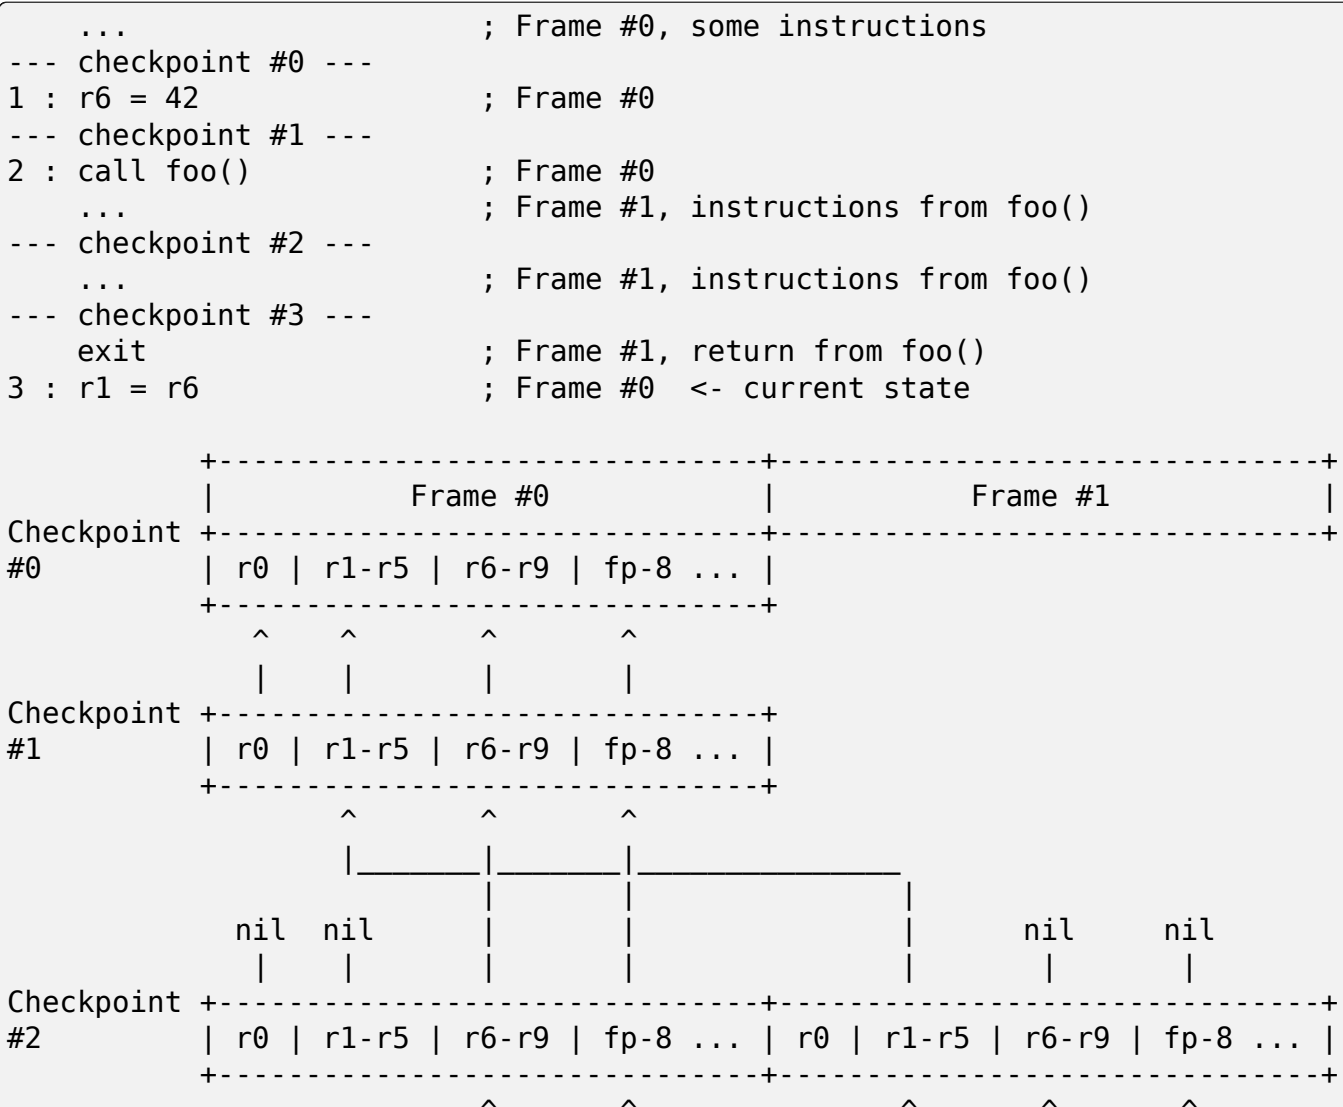 ...                    ; Frame #0, some instructions
--- checkpoint #0 ---
1 : r6 = 42                ; Frame #0
--- checkpoint #1 ---
2 : call foo()             ; Frame #0
    ...                    ; Frame #1, instructions from foo()
--- checkpoint #2 ---
    ...                    ; Frame #1, instructions from foo()
--- checkpoint #3 ---
    exit                   ; Frame #1, return from foo()
3 : r1 = r6                ; Frame #0  <- current state

           +-------------------------------+-------------------------------+
           |           Frame #0            |           Frame #1            |
Checkpoint +-------------------------------+-------------------------------+
#0         | r0 | r1-r5 | r6-r9 | fp-8 ... |
           +-------------------------------+
              ^    ^       ^       ^
              |    |       |       |
Checkpoint +-------------------------------+
#1         | r0 | r1-r5 | r6-r9 | fp-8 ... |
           +-------------------------------+
                   ^       ^       ^
                   |_______|_______|_______________
                           |       |               |
             nil  nil      |       |               |      nil     nil
              |    |       |       |               |       |       |
Checkpoint +-------------------------------+-------------------------------+
#2         | r0 | r1-r5 | r6-r9 | fp-8 ... | r0 | r1-r5 | r6-r9 | fp-8 ... |
           +-------------------------------+-------------------------------+
                           ^       ^               ^       ^       ^